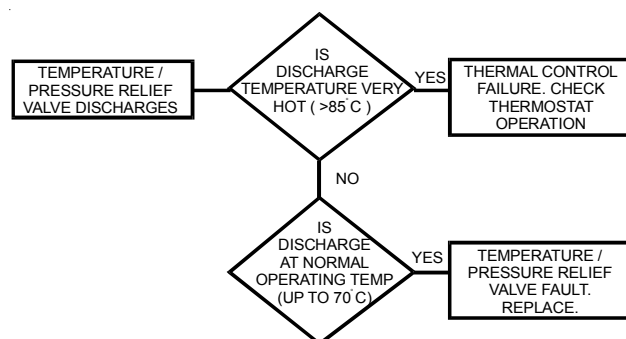 TEMPERATURE /
PRESSURE RELIEF
VALVE DISCHARGES
IS
DISCHARGE
TEMPERATURE VERY
HOT ( >85°C )
YES
THERMAL CONTROL
FAILURE. CHECK
THERMOSTAT
OPERATION
NO
IS
DISCHARGE
AT NORMAL
OPERATING TEMP
(UP TO 70°C)
YES
TEMPERATURE /
PRESSURE RELIEF
VALVE FAULT.
REPLACE.